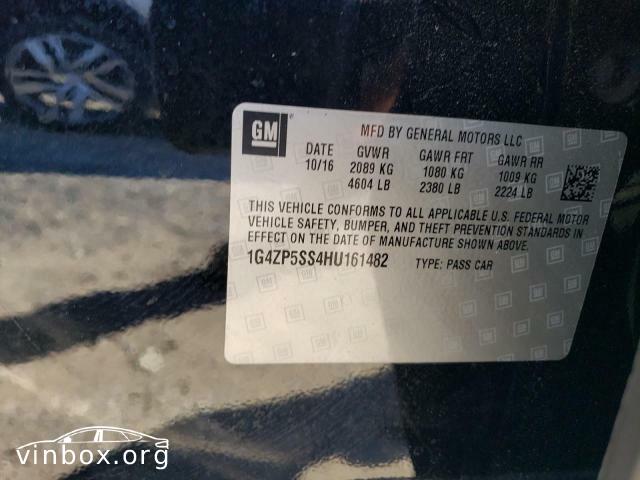 GM
MFD BY GENERAL MOTORS LLC
DATE GVWR GAWR FRT GAWR RR
10/16 2089 KG 1080 KG 1009 KG
4604 LB 2380 LB 2224 LB
THIS VEHICLE CONFORMS TO ALL APPLICABLE U.S. FEDERAL MOTOR
VEHICLE SAFETY, BUMPER, AND THEFT PREVENTION STANDARDS IN
EFFECT ON THE DATE OF MANUFACTURE SHOWN ABOVE.
1G4ZP5SS4HU161482 TYPE: PASS CAR
vinbox.org